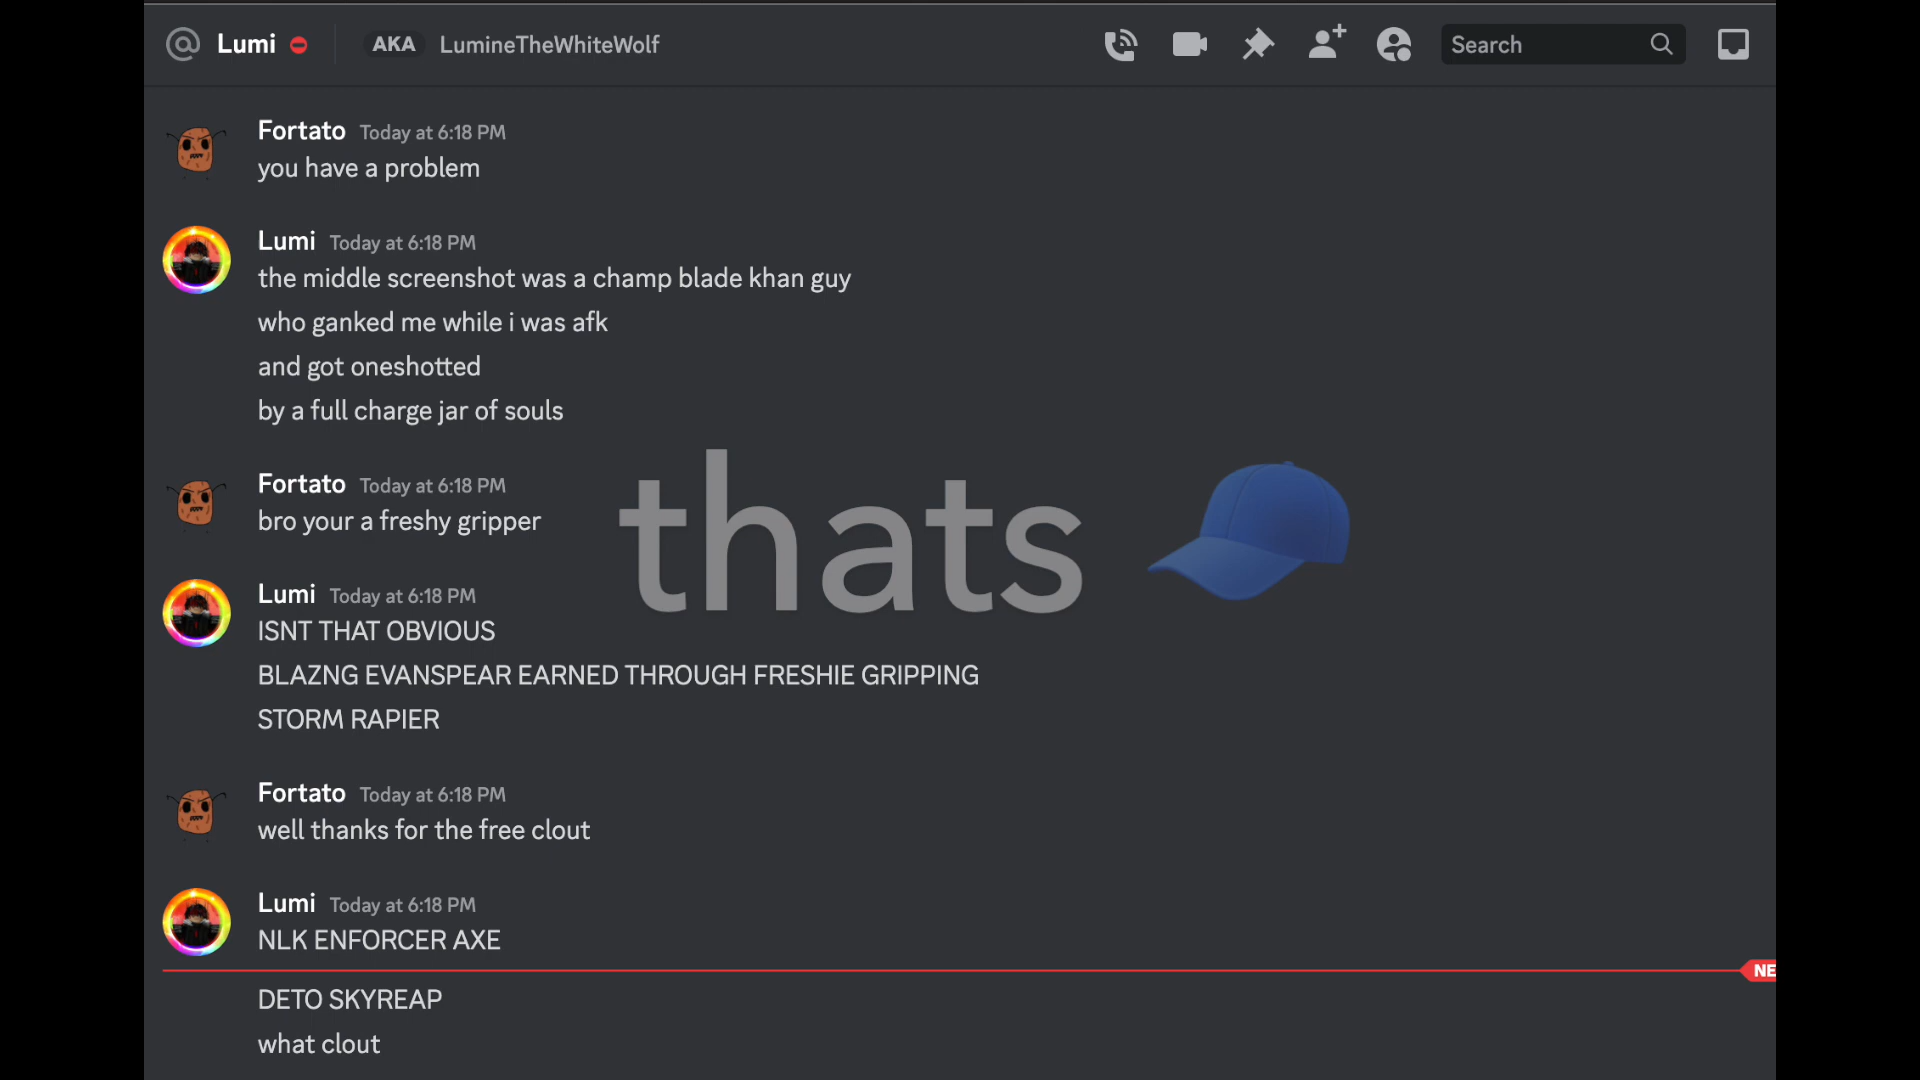 Lumi AKA LumineTheWhiteWolf Search
Fortato Today at 6:18 PM
you have a problem
Lumi Today at 6:18 PM
the middle screenshot was a champ blade khan guy
who ganked me while i was afk
and got oneshotted
by a full charge jar of souls
Fortato Today at 6:18 PM
bro your a freshy gripper
thats
Lumi Today at 6:18 PM
ISNT THAT OBVIOUS
BLAZNG EVANSPEAR EARNED THROUGH FRESHIE GRIPPING
STORM RAPIER
Fortato Today at 6:18 PM
well thanks for the free clout
Lumi Today at 6:18 PM
NLK ENFORCER AXE
NE
DETO SKYREAP
what clout